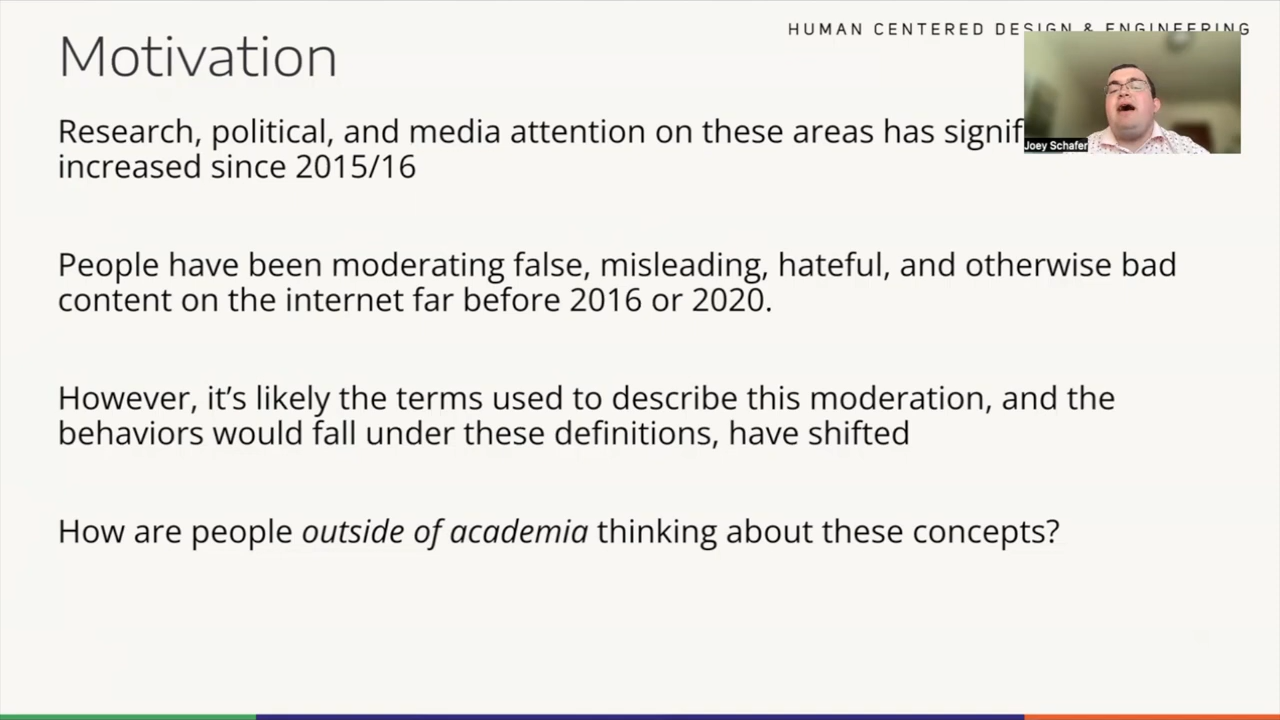 HUMAN CENTERED DESIGN & ENGINEERING
Motivation
Joey Schafer
Research, political, and media attention on these areas has signif
increased since 2015/16
People have been moderating false, misleading, hateful, and otherwise bad
content on the internet far before 2016 or 2020.
However, it’s likely the terms used to describe this moderation, and the
behaviors would fall under these definitions, have shifted
How are people outside of academia thinking about these concepts?